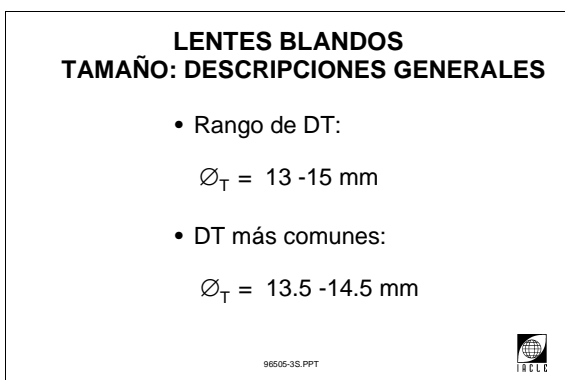 LENTES BLANDOS
TAMAÑO: DESCRIPCIONES GENERALES
• Rango de DT:
∅T = 13 -15 mm
• DT más comunes:
∅T = 13.5 -14.5 mm
96505-3S.PPT
IACLE